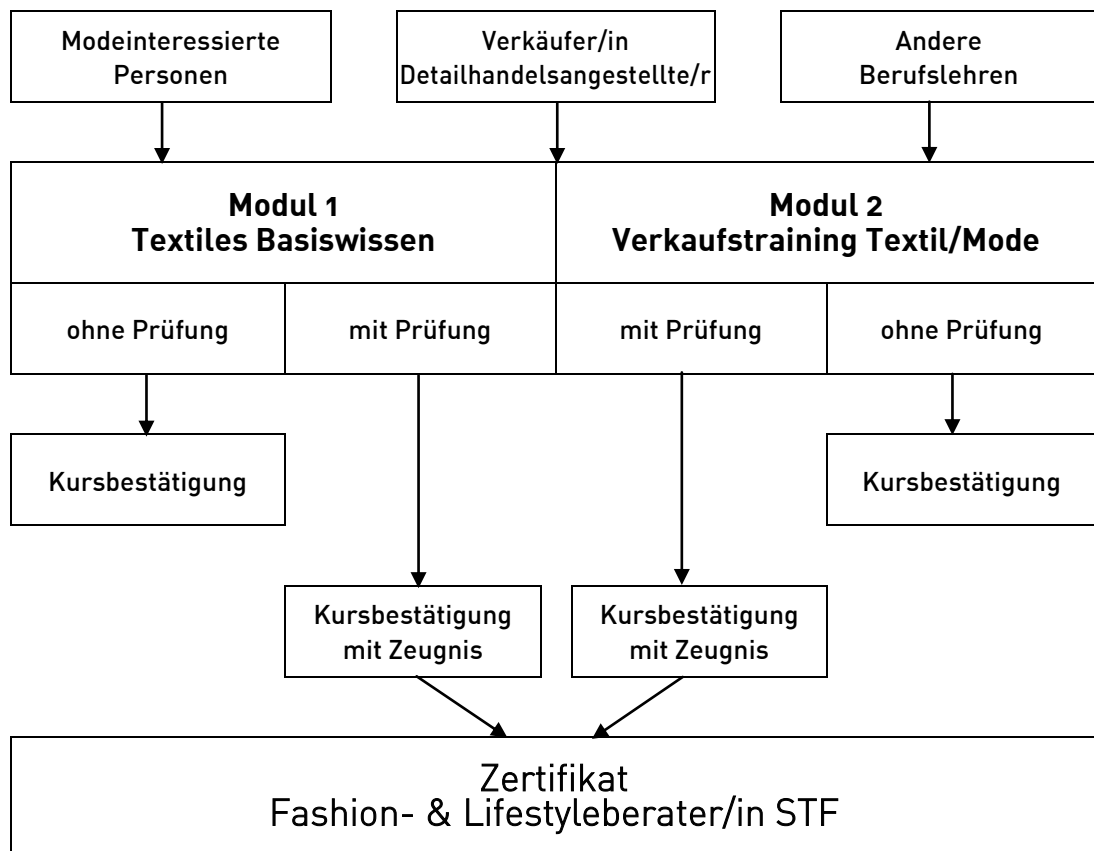 Modeinteressierte
Personen
Verkäufer/in
Detailhandelsangestellte/r
Andere
Berufslehren
Modul 1
Textiles Basiswissen
Modul 2
Verkaufstraining Textil/Mode
ohne Prüfung
mit Prüfung
mit Prüfung
ohne Prüfung
Kursbestätigung
Kursbestätigung
Kursbestätigung
mit Zeugnis
Kursbestätigung
mit Zeugnis
Zertifikat
Fashion- & Lifestyleberater/in STF